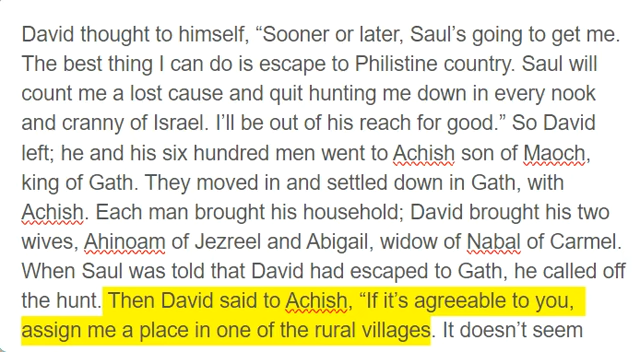 David thought to himself, “Sooner or later, Saul’s going to get me.
The best thing I can do is escape to Philistine country. Saul will
count me a lost cause and quit hunting me down in every nook
and cranny of Israel. I’ll be out of his reach for good.” So David
left; he and his six hundred men went to Achish son of Maoch,
king of Gath. They moved in and settled down in Gath, with
Achish. Each man brought his household; David brought his two
wives, Ahinoam of Jezreel and Abigail, widow of Nabal of Carmel.
When Saul was told that David had escaped to Gath, he called off
the hunt. Then David said to Achish, “If it’s agreeable to you,
assign me a place in one of the rural villages. It doesn’t seem